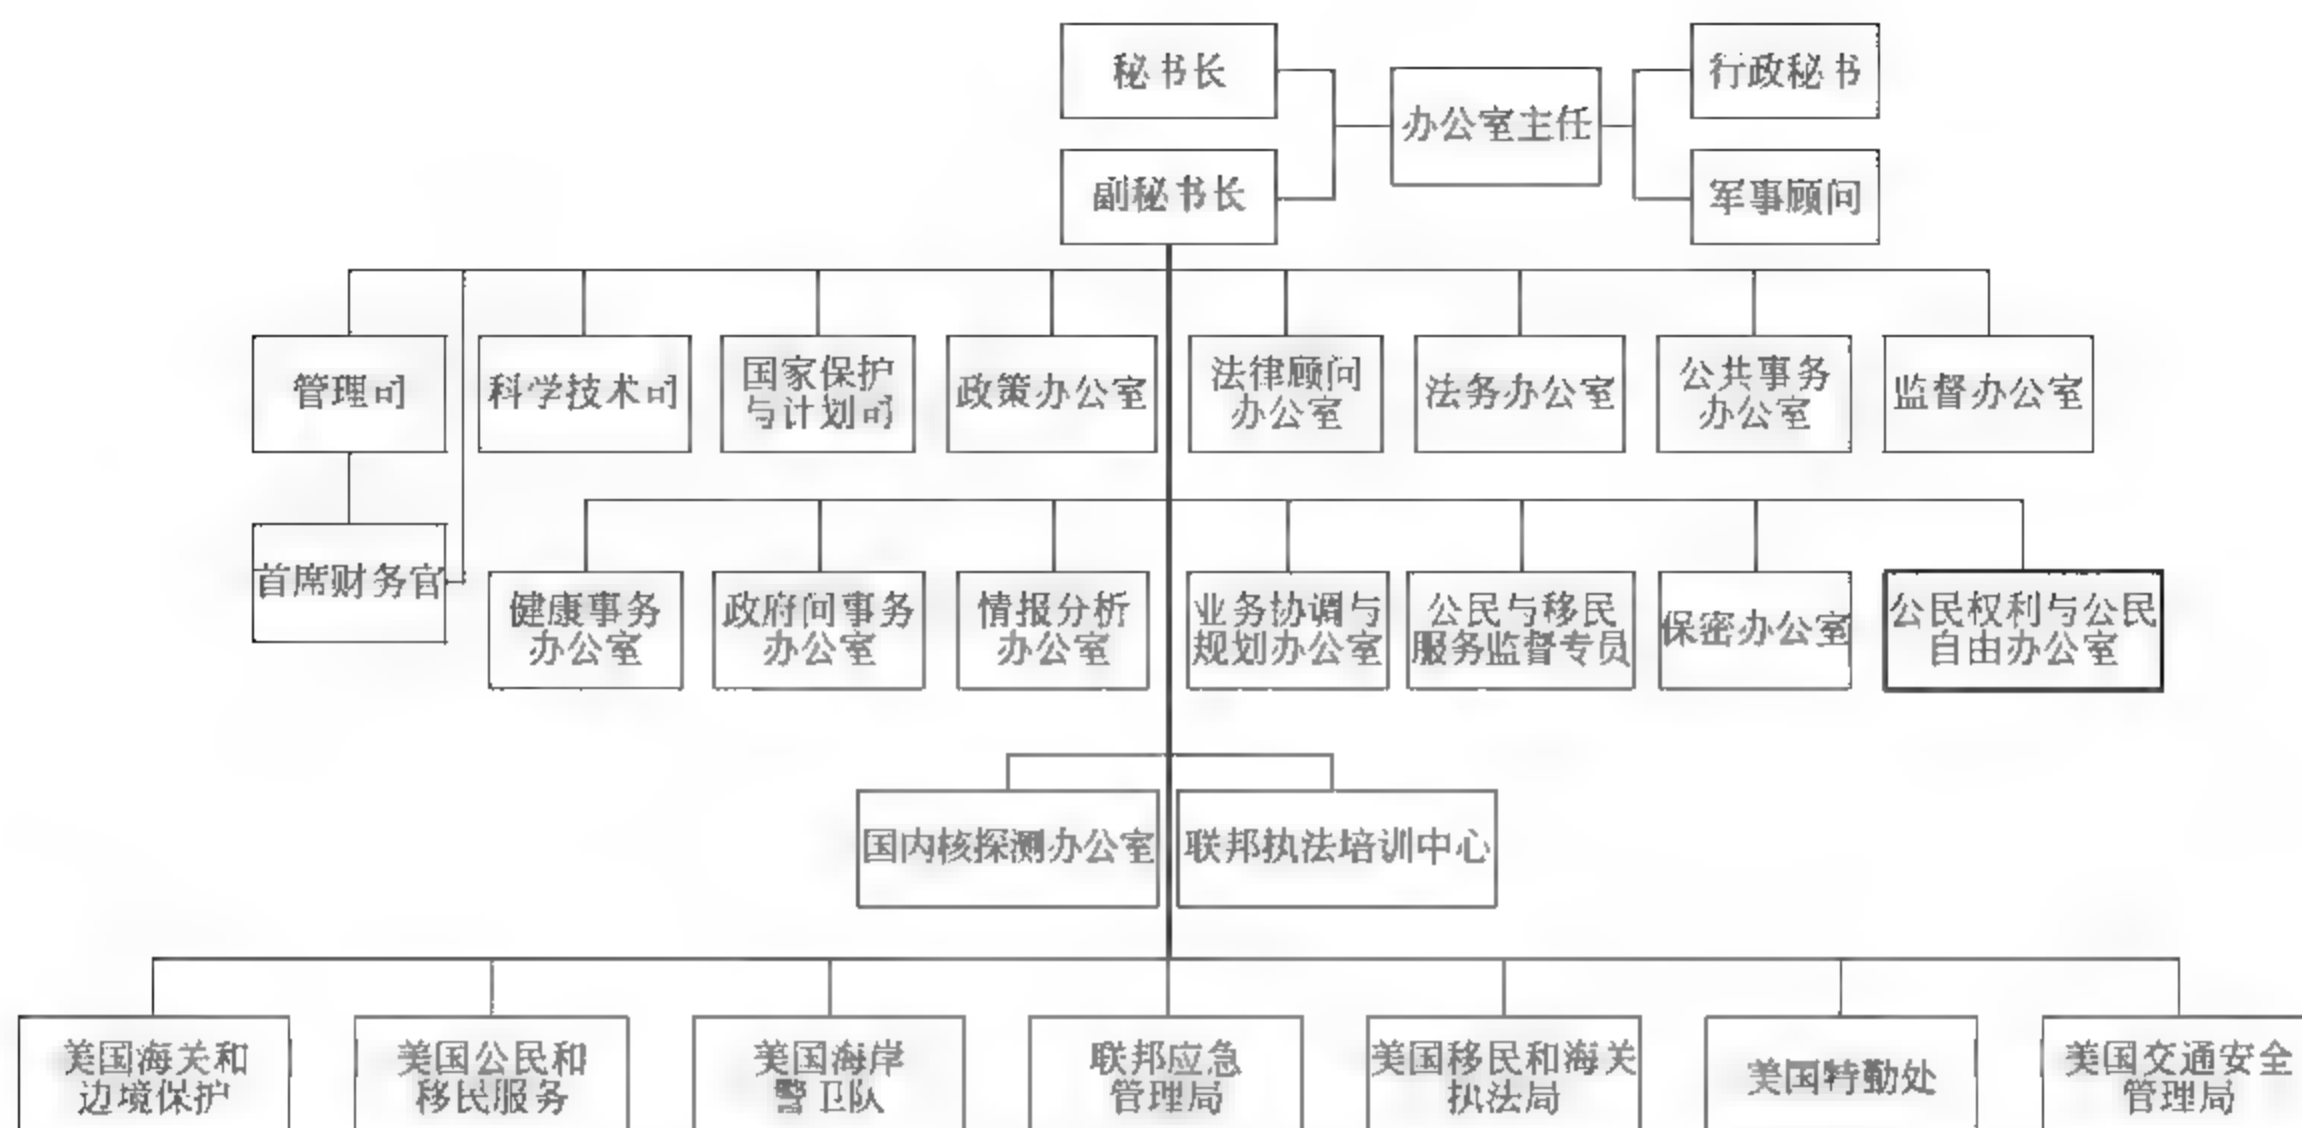 秘书长
行政秘书
办公室主任
副秘书长
军事顾问
管理司
科学技术司
国家保护
与计划司
政策办公室
法律顾问
办公室
法务办公室
公共事务
办公室
监督办公室
首席财务官
健康事务
办公室
政府间事务
办公室
情报分析
办公室
业务协调与
规划办公室
公民与移民
服务监督专员
保密办公室
公民权利与公民
自由办公室
国内核探测办公室
联邦执法培训中心
美国海关和
边境保护
美国公民和
移民服务
美国海岸
警卫队
联邦应急
管理局
美国移民和海关
执法局
美国特勤处
美国交通安全
管理局